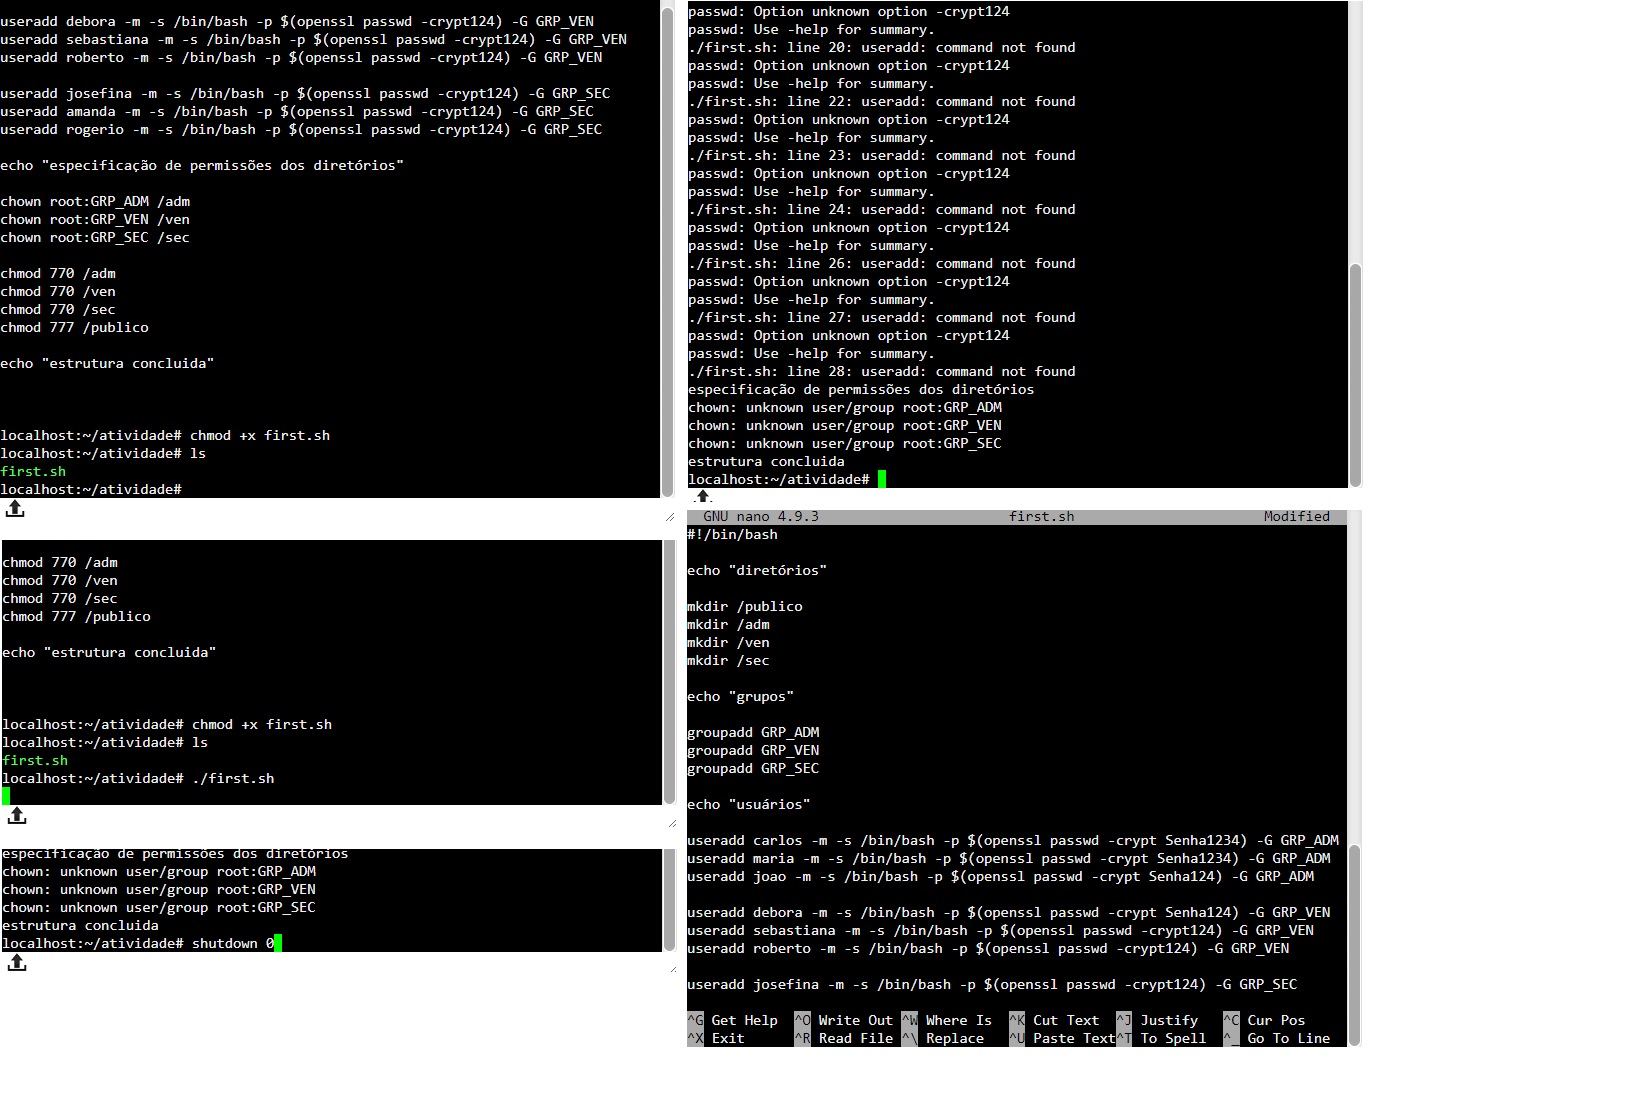 useradd debora -m -s /bin/bash -p $(openssl passwd -crypt124) -G GRP_VEN
useradd sebastiana -m -s /bin/bash -p $(openssl passwd -crypt124) -G GRP_VEN
useradd roberto -m -s /bin/bash -p $(openssl passwd -crypt124) -G GRP_VEN
useradd josefina -m -s /bin/bash -p $(openssl passwd -crypt124) -G GRP_SEC
useradd amanda -m -s /bin/bash -p $(openssl passwd -crypt124) -G GRP_SEC
useradd rogerio -m -s /bin/bash -p $(openssl passwd -crypt124) -G GRP_SEC
echo "especificação de permissões dos diretórios"
chown root:GRP_ADM /adm
chown root:GRP_VEN /ven
chown root:GRP_SEC /sec
chmod 770 /adm
chmod 770 /ven
chmod 770 /sec
chmod 777 /publico
echo "estrutura concluida"
localhost:~/atividade# chmod +x first.sh
localhost:~/atividade# ls
first.sh
localhost:~/atividade#
chmod 770 /adm
chmod 770 /ven
chmod 770 /sec
chmod 777 /publico
echo "estrutura concluida"
localhost:~/atividade# chmod +x first.sh
localhost:~/atividade# ls
first.sh
localhost:~/atividade# ./first.sh
especificação de permissões dos diretórios
chown: unknown user/group root:GRP_ADM
chown: unknown user/group root:GRP_VEN
chown: unknown user/group root:GRP_SEC
estrutura concluida
localhost:~/atividade# shutdown 0
passwd: Option unknown option -crypt124
passwd: Use -help for summary.
./first.sh: line 20: useradd: command not found
passwd: Option unknown option -crypt124
passwd: Use -help for summary.
./first.sh: line 22: useradd: command not found
passwd: Option unknown option -crypt124
passwd: Use -help for summary.
./first.sh: line 23: useradd: command not found
passwd: Option unknown option -crypt124
passwd: Use -help for summary.
./first.sh: line 24: useradd: command not found
passwd: Option unknown option -crypt124
passwd: Use -help for summary.
./first.sh: line 26: useradd: command not found
passwd: Option unknown option -crypt124
passwd: Use -help for summary.
./first.sh: line 27: useradd: command not found
passwd: Option unknown option -crypt124
passwd: Use -help for summary.
./first.sh: line 28: useradd: command not found
especificação de permissões dos diretórios
chown: unknown user/group root:GRP_ADM
chown: unknown user/group root:GRP_VEN
chown: unknown user/group root:GRP_SEC
estrutura concluida
localhost:~/atividade#
GNU nano 4.9.3 first.sh Modified
#!/bin/bash
echo "diretórios"
mkdir /publico
mkdir /adm
mkdir /ven
mkdir /sec
echo "grupos"
groupadd GRP_ADM
groupadd GRP_VEN
groupadd GRP_SEC
echo "usuários"
useradd carlos -m -s /bin/bash -p $(openssl passwd -crypt Senha1234) -G GRP_ADM
useradd maria -m -s /bin/bash -p $(openssl passwd -crypt Senha1234) -G GRP_ADM
useradd joao -m -s /bin/bash -p $(openssl passwd -crypt Senha124) -G GRP_ADM
useradd debora -m -s /bin/bash -p $(openssl passwd -crypt Senha124) -G GRP_VEN
useradd sebastiana -m -s /bin/bash -p $(openssl passwd -crypt124) -G GRP_VEN
useradd roberto -m -s /bin/bash -p $(openssl passwd -crypt124) -G GRP_VEN
useradd josefina -m -s /bin/bash -p $(openssl passwd -crypt124) -G GRP_SEC
^G Get Help ^O Write Out ^W Where Is ^K Cut Text ^J Justify ^C Cur Pos
^X Exit ^R Read File ^\ Replace ^U Paste Text ^T To Spell ^_ Go To Line